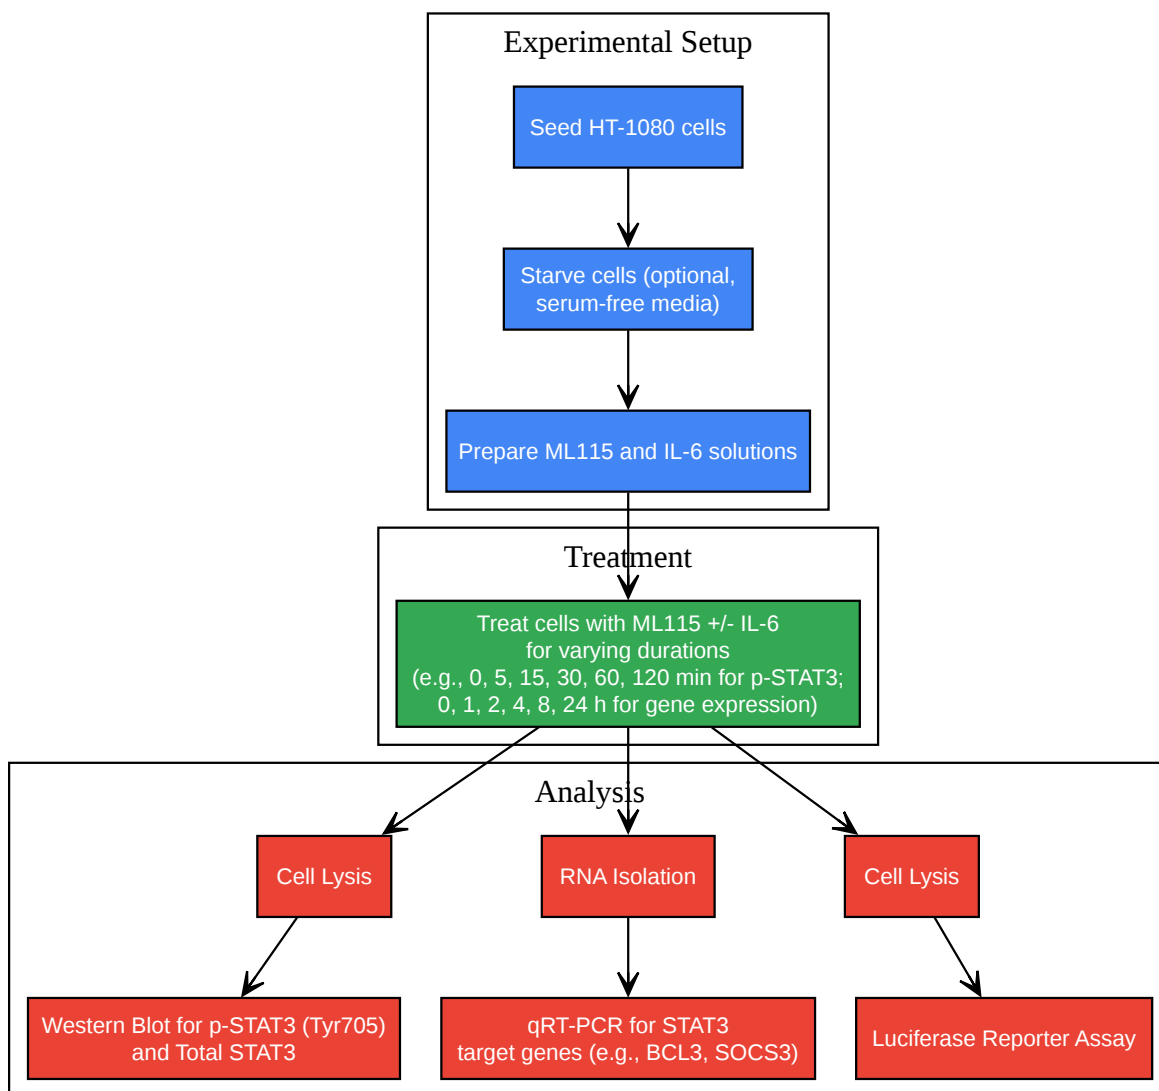 Experimental Setup
Seed HT-1080 cells
Starve cells (optional,
serum-free media)
Prepare ML115 and IL-6 solutions
Treatment
Treat cells with ML115 +/- IL-6
for varying durations
(e.g., 0, 5, 15, 30, 60, 120 min for p-STAT3;
0, 1, 2, 4, 8, 24 h for gene expression)
Analysis
Cell Lysis
RNA Isolation
Cell Lysis
Western Blot for p-STAT3 (Tyr705)
and Total STAT3
qRT-PCR for STAT3
target genes (e.g., BCL3, SOCS3)
Luciferase Reporter Assay